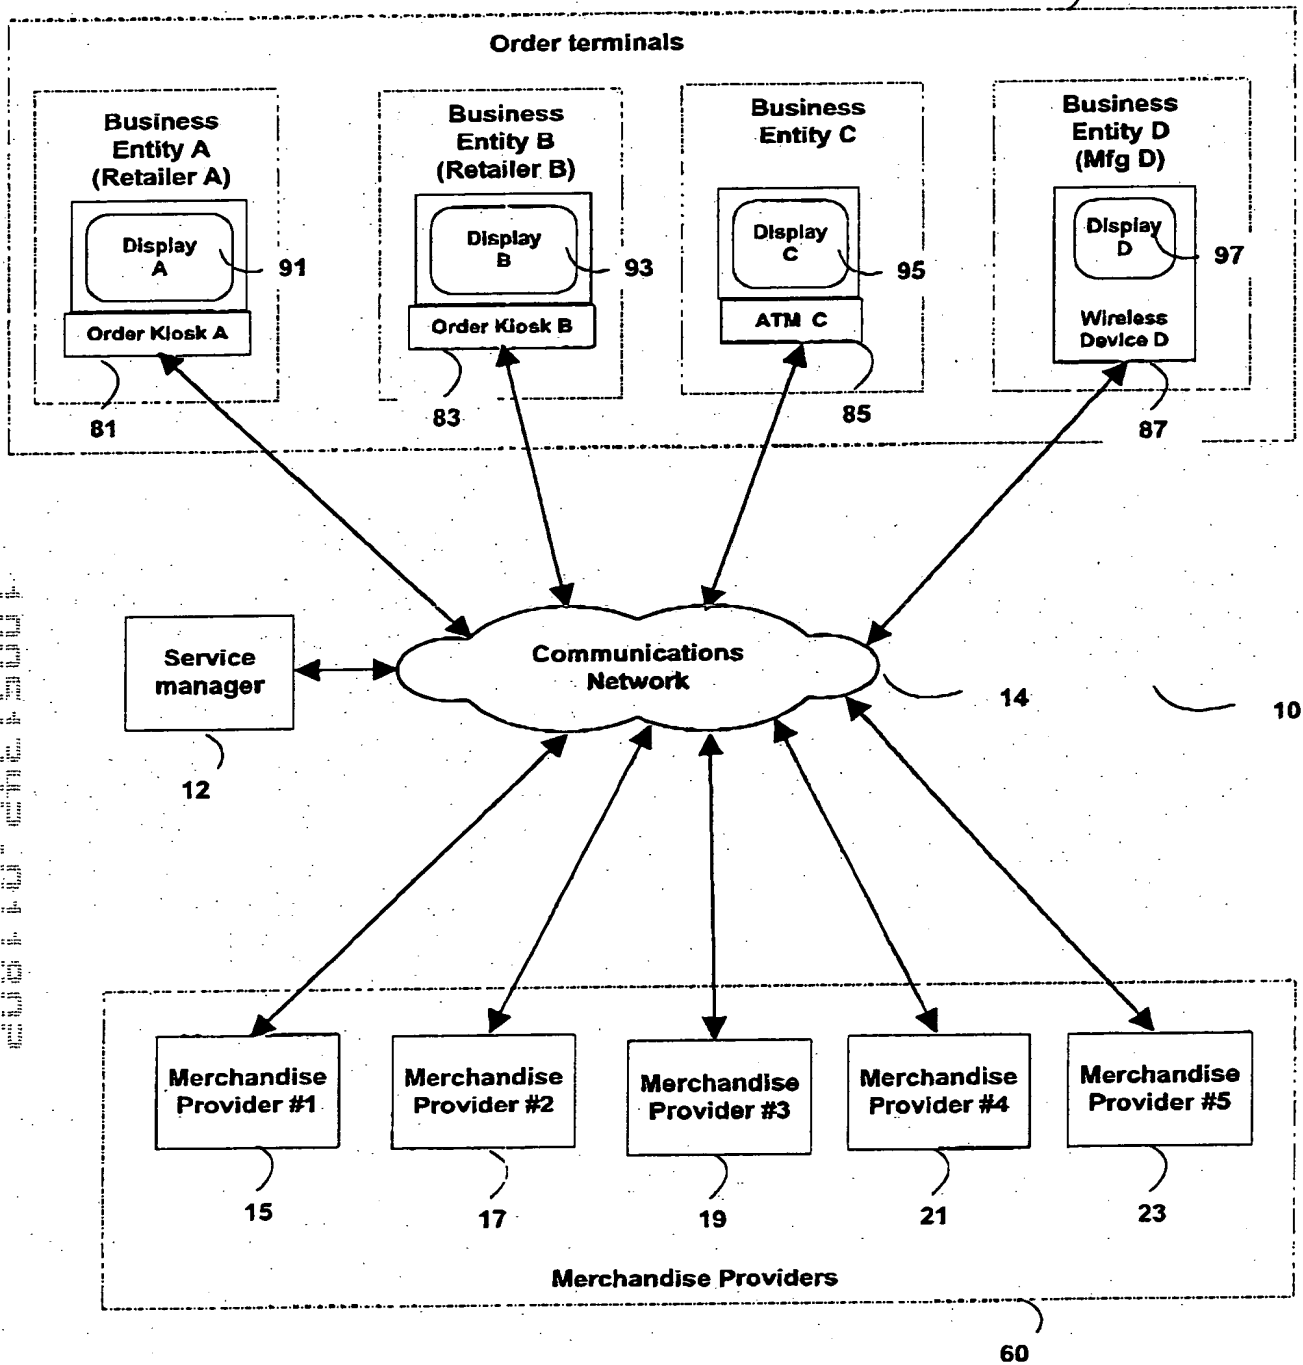 Order terminals
Business
Entity A
(Retailer A)
Display
A
91
Order Kiosk A
81
Business
Entity B
(Retailer B)
Display
B
93
Order Kiosk B
83
Business
Entity C
Display
C
95
ATM C
85
Business
Entity D
(Mfg D)
Display
D
97
Wireless
Device D
87
Service
manager
12
Communications
Network
14
10
Merchandise
Provider #1
15
Merchandise
Provider #2
17
Merchandise
Provider #3
19
Merchandise
Provider #4
21
Merchandise
Provider #5
23
Merchandise Providers
60